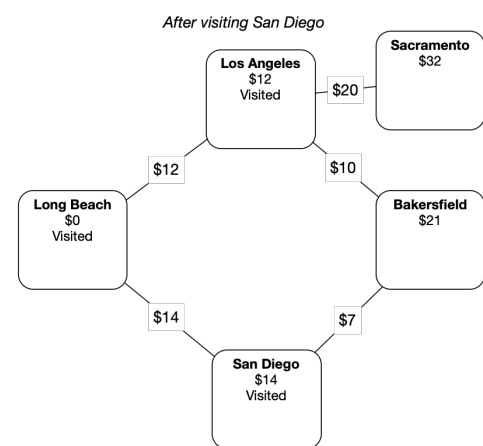 After visiting San Diego
Sacramento
$32
Los Angeles
$12
Visited
$20
$12
$10
Long Beach
$0
Visited
Bakersfield
$21
$14
$7
San Diego
$14
Visited